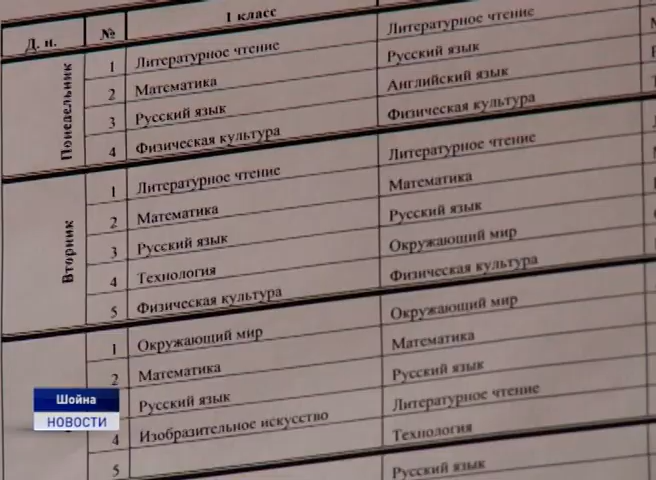 Д. н. № 1 класс
Понедельник
1 Литературное чтение Литературное чтение
2 Математика Русский язык
3 Русский язык Английский язык
4 Физическая культура Физическая культура
Вторник
1 Литературное чтение Литературное чтение
2 Математика Математика
3 Русский язык Русский язык
4 Технология Окружающий мир
5 Физическая культура Физическая культура
1 Окружающий мир Окружающий мир
2 Математика Математика
Русский язык Русский язык
4 Изобразительное искусство Литературное чтение
5 Технология
Русский язык
Шойна
НОВОСТИ